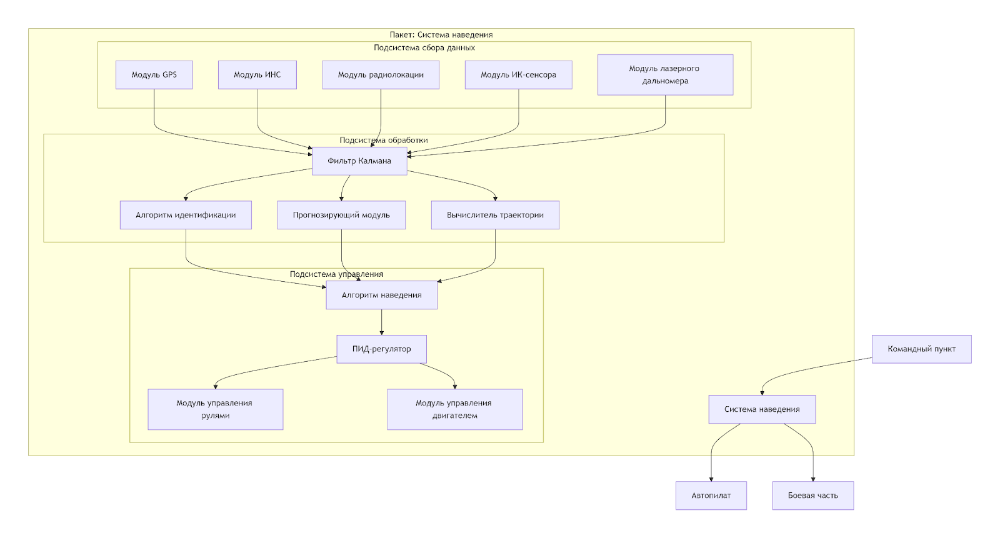 Пакет: Система наведения
Подсистема сбора данных
Модуль GPS
Модуль ИНС
Модуль радиолокации
Модуль ИК-сенсора
Модуль лазерного
дальномера
Подсистема обработки
Фильтр Калмана
Алгоритм идентификации
Прогнозирующий модуль
Вычислитель траектории
Подсистема управления
Алгоритм наведения
ПИД-регулятор
Модуль управления
рулями
Модуль управления
двигателем
Командный пункт
Система наведения
Автопилат
Боевая часть